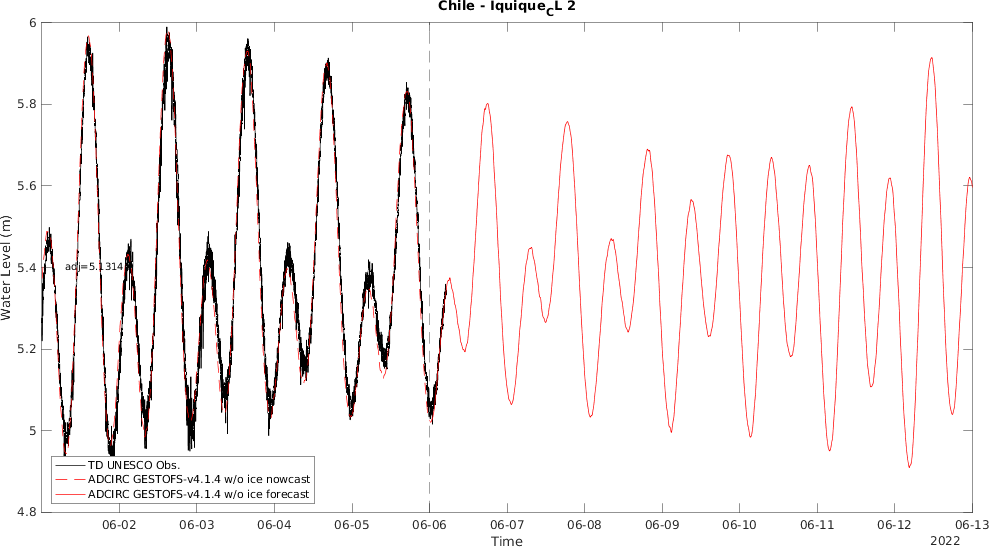 Chile - Iquique_CL 2
6
5.8
5.6
5.4
5.2
5
4.8
Water Level (m)
adj=5.1314
TD UNESCO Obs.
ADCIRC GESTOFS-v4.1.4 w/o ice nowcast
ADCIRC GESTOFS-v4.1.4 w/o ice forecast
06-02 06-03 06-04 06-05 06-06 06-07 06-08 06-09 06-10 06-11 06-12 06-13
Time
2022